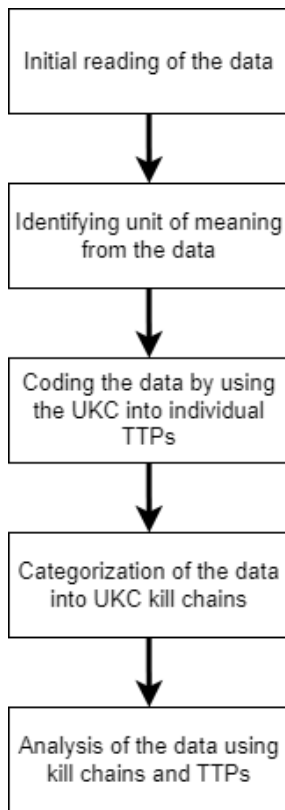 Initial reading of the data
Identifying unit of meaning
from the data
Coding the data by using
the UKC into individual
TTPs
Categorization of the data
into UKC kill chains
Analysis of the data using
kill chains and TTPs